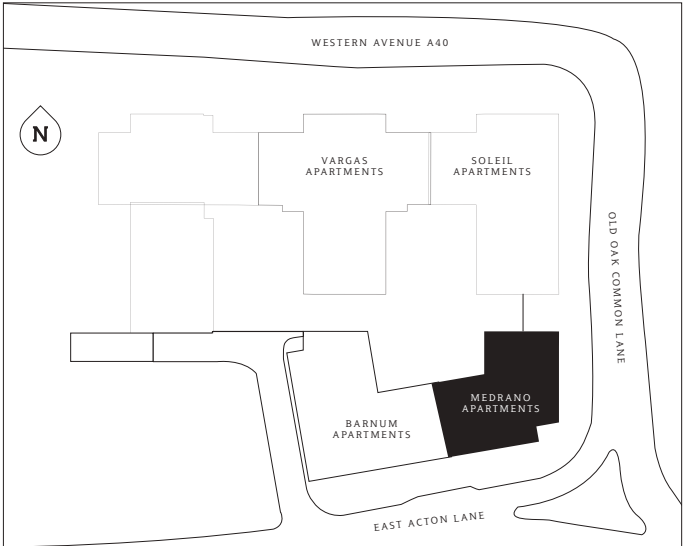 WESTERN AVENUE A40
N
VARGAS
APARTMENTS
SOLEIL
APARTMENTS
OLD OAK COMMON LANE
MEDRANO
APARTMENTS
BARNUM
APARTMENTS
EAST ACTON LANE